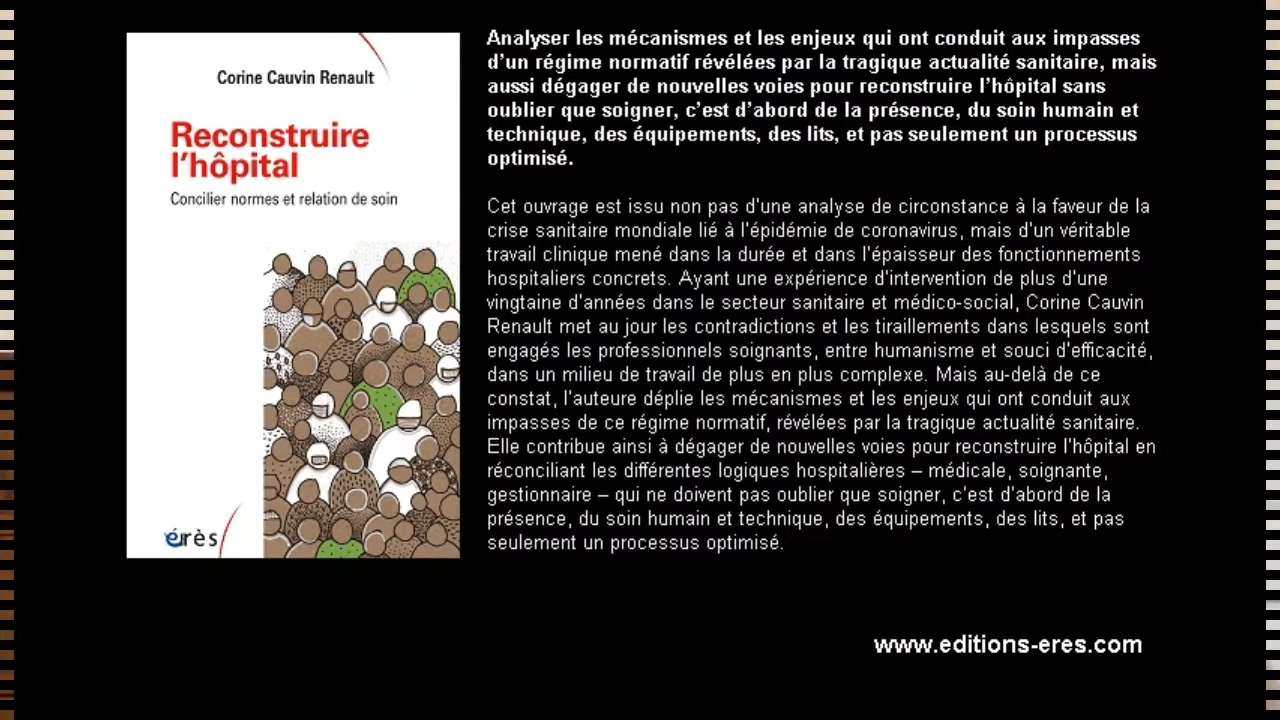 Corine Cauvin Renault
Reconstruire
l'hôpital
Concilier normes et relation de soin
érès
Analyser les mécanismes et les enjeux qui ont conduit aux impasses
d'un régime normatif révélées par la tragique actualité sanitaire, mais
aussi dégager de nouvelles voies pour reconstruire l'hôpital sans
oublier que soigner, c'est d'abord de la présence, du soin humain et
technique, des équipements, des lits, et pas seulement un processus
optimisé.
Cet ouvrage est issu non pas d'une analyse de circonstance à la faveur de la
crise sanitaire mondiale lié à l'épidémie de coronavirus, mais d'un véritable
travail clinique mené dans la durée et dans l'épaisseur des fonctionnements
hospitaliers concrets. Ayant une expérience d'intervention de plus d'une
vingtaine d'années dans le secteur sanitaire et médico-social, Corine Cauvin
Renault met au jour les contradictions et les tiraillements dans lesquels sont
engagés les professionnels soignants, entre humanisme et souci d'efficacité,
dans un milieu de travail de plus en plus complexe. Mais au-delà de ce
constat, l'auteure déplie les mécanismes et les enjeux qui ont conduit aux
impasses de ce régime normatif, révélées par la tragique actualité sanitaire.
Elle contribue ainsi à dégager de nouvelles voies pour reconstruire l'hôpital en
réconciliant les différentes logiques hospitalières – médicale, soignante,
gestionnaire – qui ne doivent pas oublier que soigner, c'est d'abord de la
présence, du soin humain et technique, des équipements, des lits, et pas
seulement un processus optimisé.
www.editions-eres.com